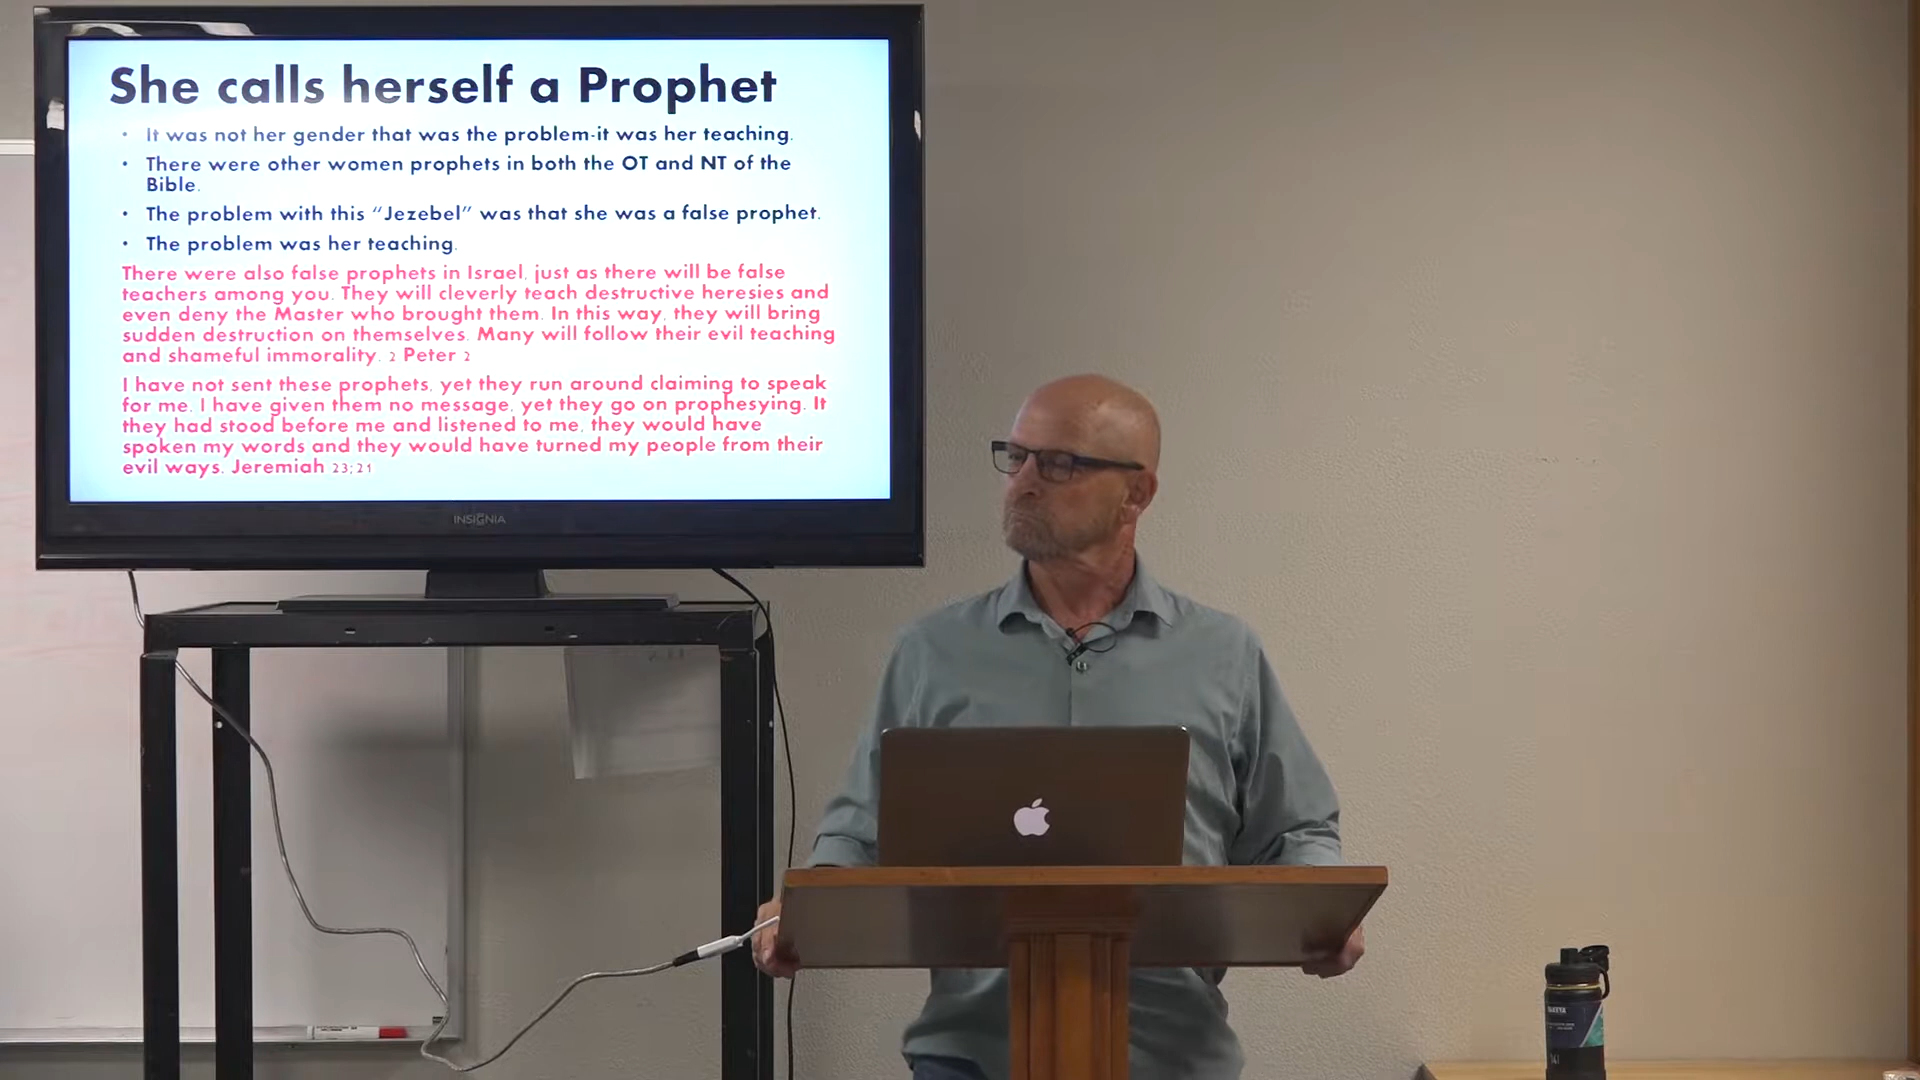 She calls herself a Prophet
• It was not her gender that was the problem-it was her teaching.
• There were other women prophets in both the OT and NT of the
Bible.
• The problem with this “Jezebel” was that she was a false prophet.
• The problem was her teaching.
There were also false prophets in Israel, just as there will be false
teachers among you. They will cleverly teach destructive heresies and
even deny the Master who brought them. In this way, they will bring
sudden destruction on themselves. Many will follow their evil teaching
and shameful immorality. 2 Peter 2
I have not sent these prophets, yet they run around claiming to speak
for me. I have given them no message, yet they go on prophesying. It
they had stood before me and listened to me, they would have
spoken my words and they would have turned my people from their
evil ways. Jeremiah 23;21
INSIGNIA